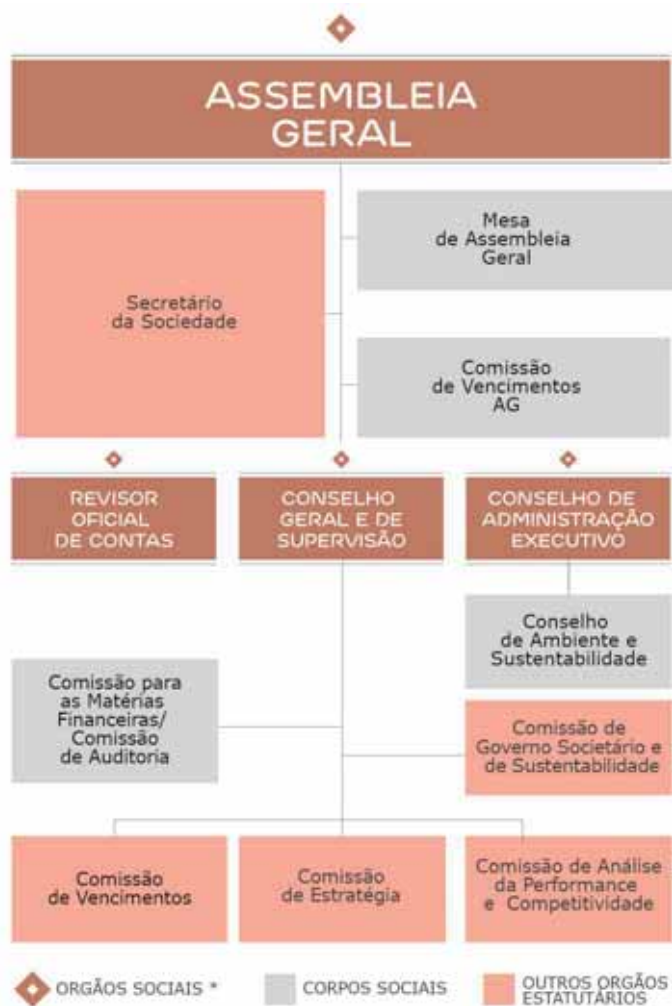 ASSEMBLEIA
GERAL
Secretário
da Sociedade
Mesa
de Assembleia
Geral
Comissão
de Vencimentos
AG
REVISOR
OFICIAL
DE CONTAS
CONSELHO
GERAL E DE
SUPERVISÃO
CONSELHO DE
ADMINISTRAÇÃO
EXECUTIVO
Conselho
de Ambiente e
Sustentabilidade
Comissão para
as Matérias
Financeiras/
Comissão
de Auditoria
Comissão de
Governo Societário e
de Sustentabilidade
Comissão
de Vencimentos
Comissão
de Estratégia
Comissão de Análise
da Performance
e Competitividade
ORGÃOS SOCIAIS *
CORPOS SOCIAIS
OUTROS ORGÃOS
ESTATUTÁRIOS